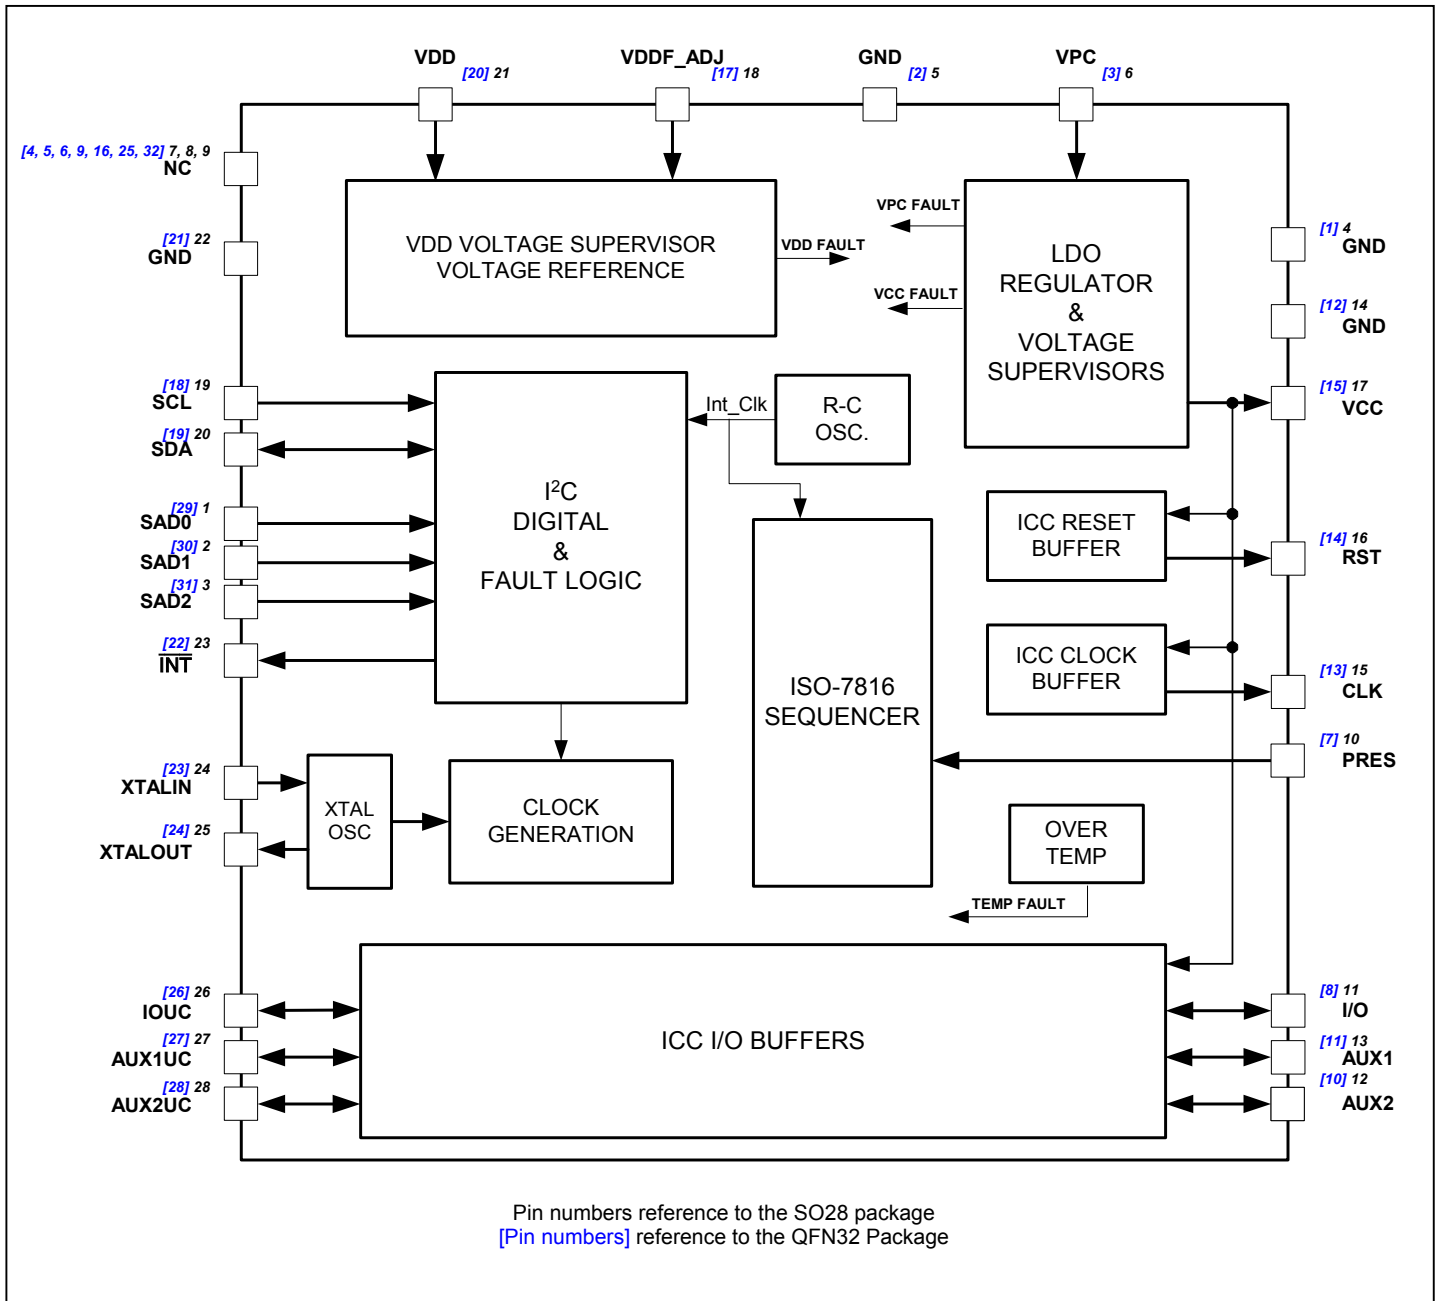 VDD
[20] 21
VDDF_ADJ
[17] 18
GND
[2] 5
VPC
[3] 6
[4, 5, 6, 9, 16, 25, 32] 7, 8, 9
NC
[21] 22
GND
VDD VOLTAGE SUPERVISOR
VOLTAGE REFERENCE
VDD FAULT
VPC FAULT
VCC FAULT
LDO
REGULATOR
&
VOLTAGE
SUPERVISORS
[1] 4
GND
[12] 14
GND
[15] 17
VCC
[18] 19
SCL
[19] 20
SDA
[29] 1
SAD0
[30] 2
SAD1
[31] 3
SAD2
[22] 23
INT
I²C
DIGITAL
&
FAULT LOGIC
Int_Clk
R-C
OSC.
ISO-7816
SEQUENCER
ICC RESET
BUFFER
[14] 16
RST
ICC CLOCK
BUFFER
[13] 15
CLK
[7] 10
PRES
[23] 24
XTALIN
[24] 25
XTALOUT
XTAL
OSC
CLOCK
GENERATION
OVER
TEMP
TEMP FAULT
[26] 26
IOUC
[27] 27
AUX1UC
[28] 28
AUX2UC
ICC I/O BUFFERS
[8] 11
I/O
[11] 13
AUX1
[10] 12
AUX2
Pin numbers reference to the SO28 package
[Pin numbers] reference to the QFN32 Package